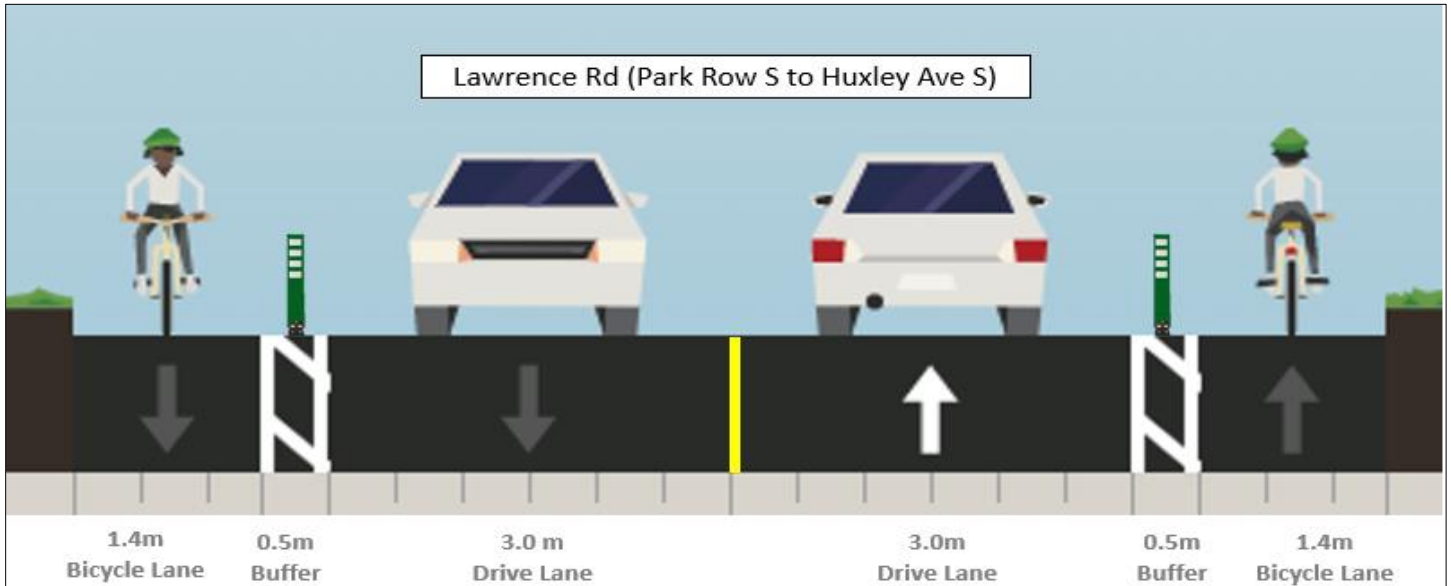 Lawrence Rd (Park Row S to Huxley Ave S)
1.4m
Bicycle Lane
0.5m
Buffer
3.0 m
Drive Lane
3.0m
Drive Lane
0.5m
Buffer
1.4m
Bicycle Lane